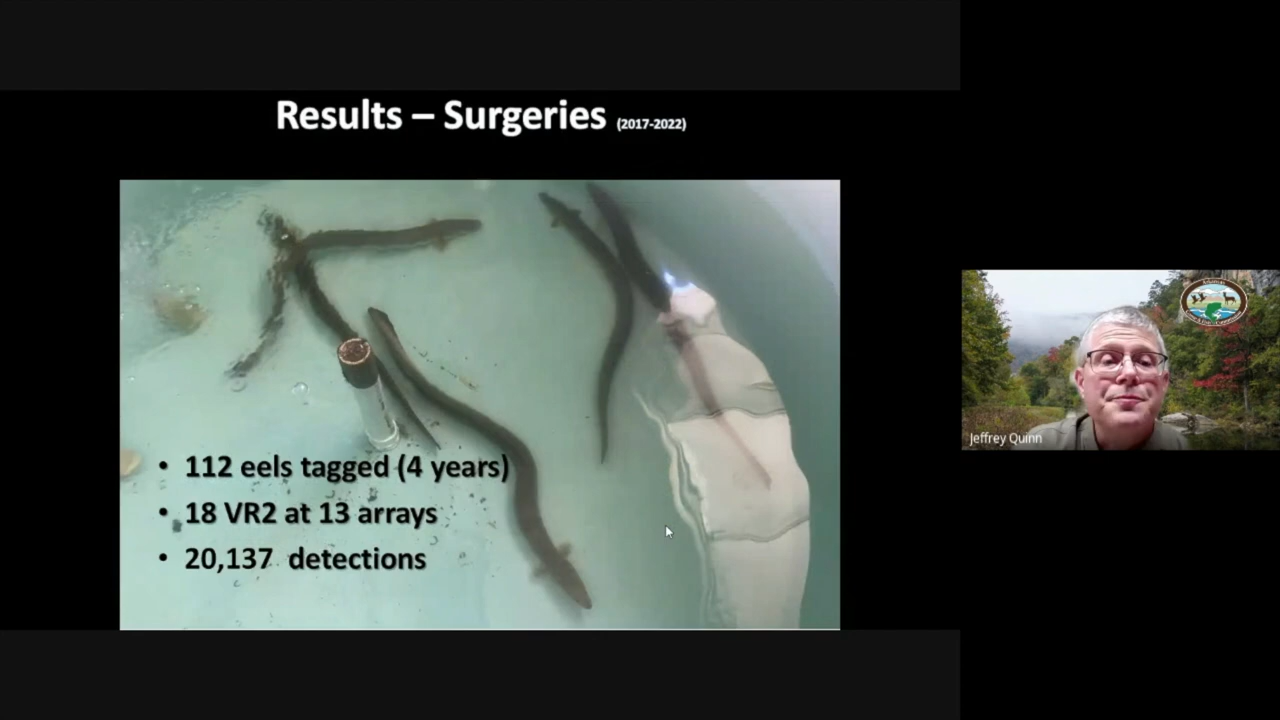 Results – Surgeries (2017-2022)
• 112 eels tagged (4 years)
• 18 VR2 at 13 arrays
• 20,137 detections
Jeffrey Quinn